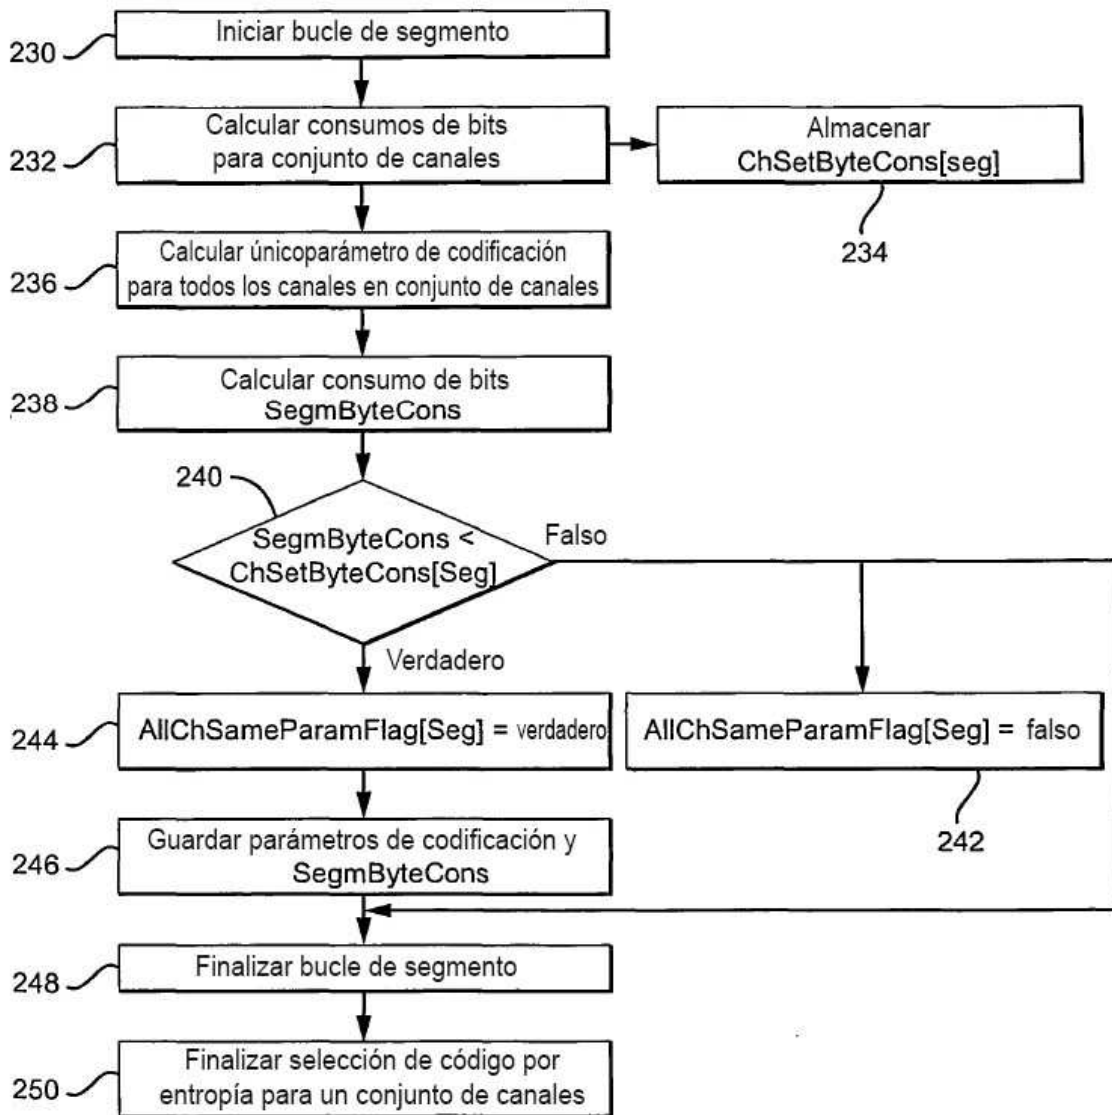 230
Iniciar bucle de segmento
232
Calcular consumos de bits
para conjunto de canales
Almacenar
ChSetByteCons[seg]
234
236
Calcular únicoparámetro de codificación
para todos los canales en conjunto de canales
238
Calcular consumo de bits
SegmByteCons
240
SegmByteCons <
ChSetByteCons[Seg]
Falso
Verdadero
244
AllChSameParamFlag[Seg] = verdadero
AllChSameParamFlag[Seg] = falso
242
246
Guardar parámetros de codificación y
SegmByteCons
248
Finalizar bucle de segmento
250
Finalizar selección de código por
entropía para un conjunto de canales